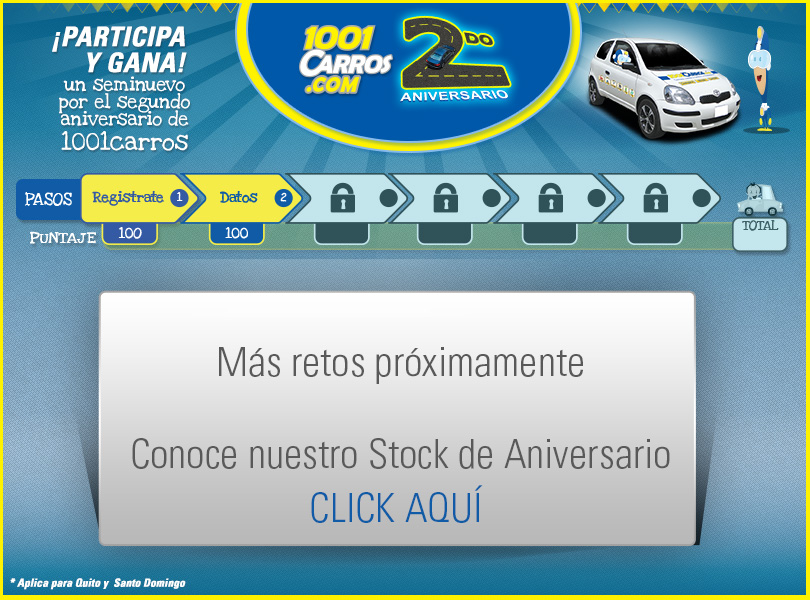 ¡PARTICIPA
Y GANA!
un seminuevo
por el segundo
aniversario de
1001carros
1001
CARROS
.COM
2DO
ANIVERSARIO
PASOS
Registrate 1
Datos 2
PUNTAJE
100
100
TOTAL
Más retos próximamente
Conoce nuestro Stock de Aniversario
CLICK AQUÍ
* Aplica para Quito y Santo Domingo